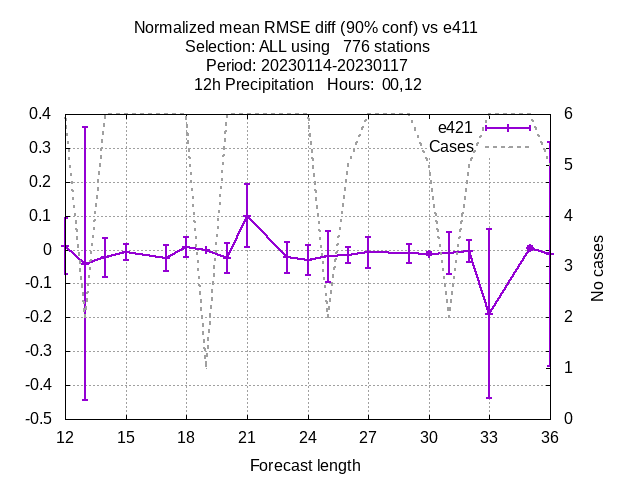 Normalized mean RMSE diff (90% conf) vs e411
Selection: ALL using 776 stations
Period: 20230114-20230117
12h Precipitation Hours: 00,12
e421
Cases
0.4
0.3
0.2
0.1
0
-0.1
-0.2
-0.3
-0.4
-0.5
6
5
4
3
2
1
0
No cases
12 15 18 21 24 27 30 33 36
Forecast length